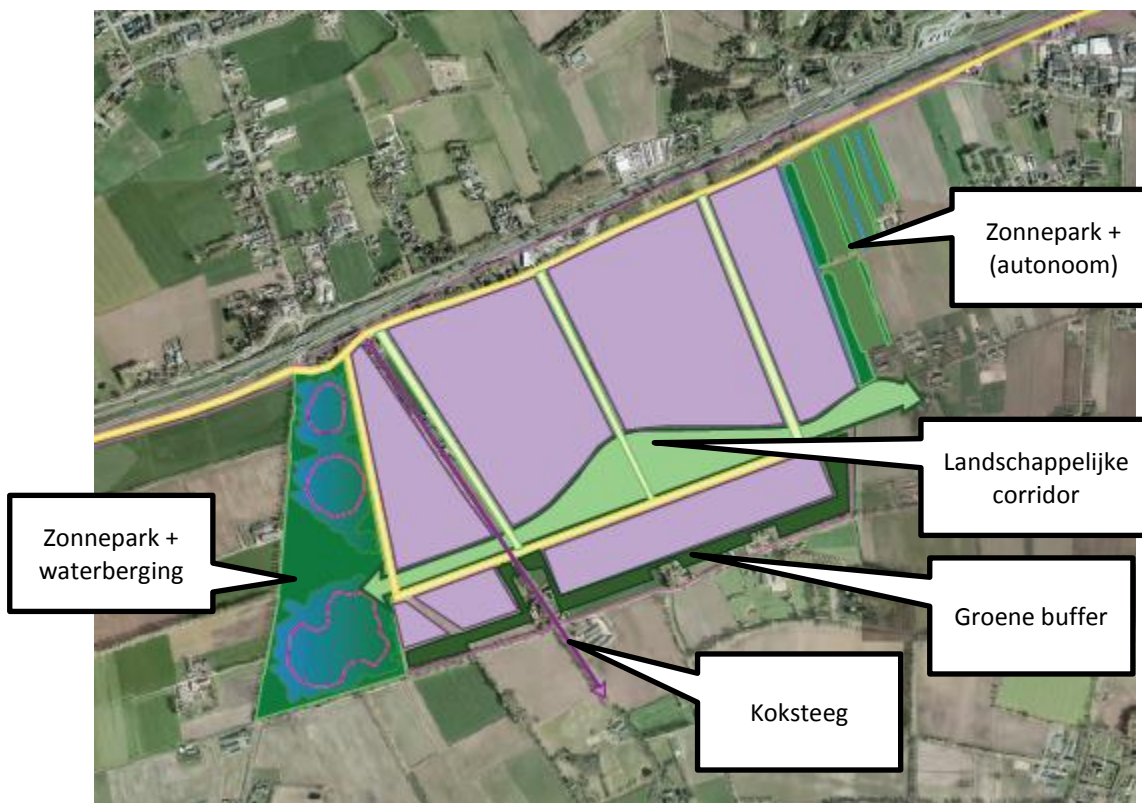 Zonnepark +
(autonoom)
Landschappelijke
corridor
Zonnepark +
waterberging
Groene buffer
Koksteeg